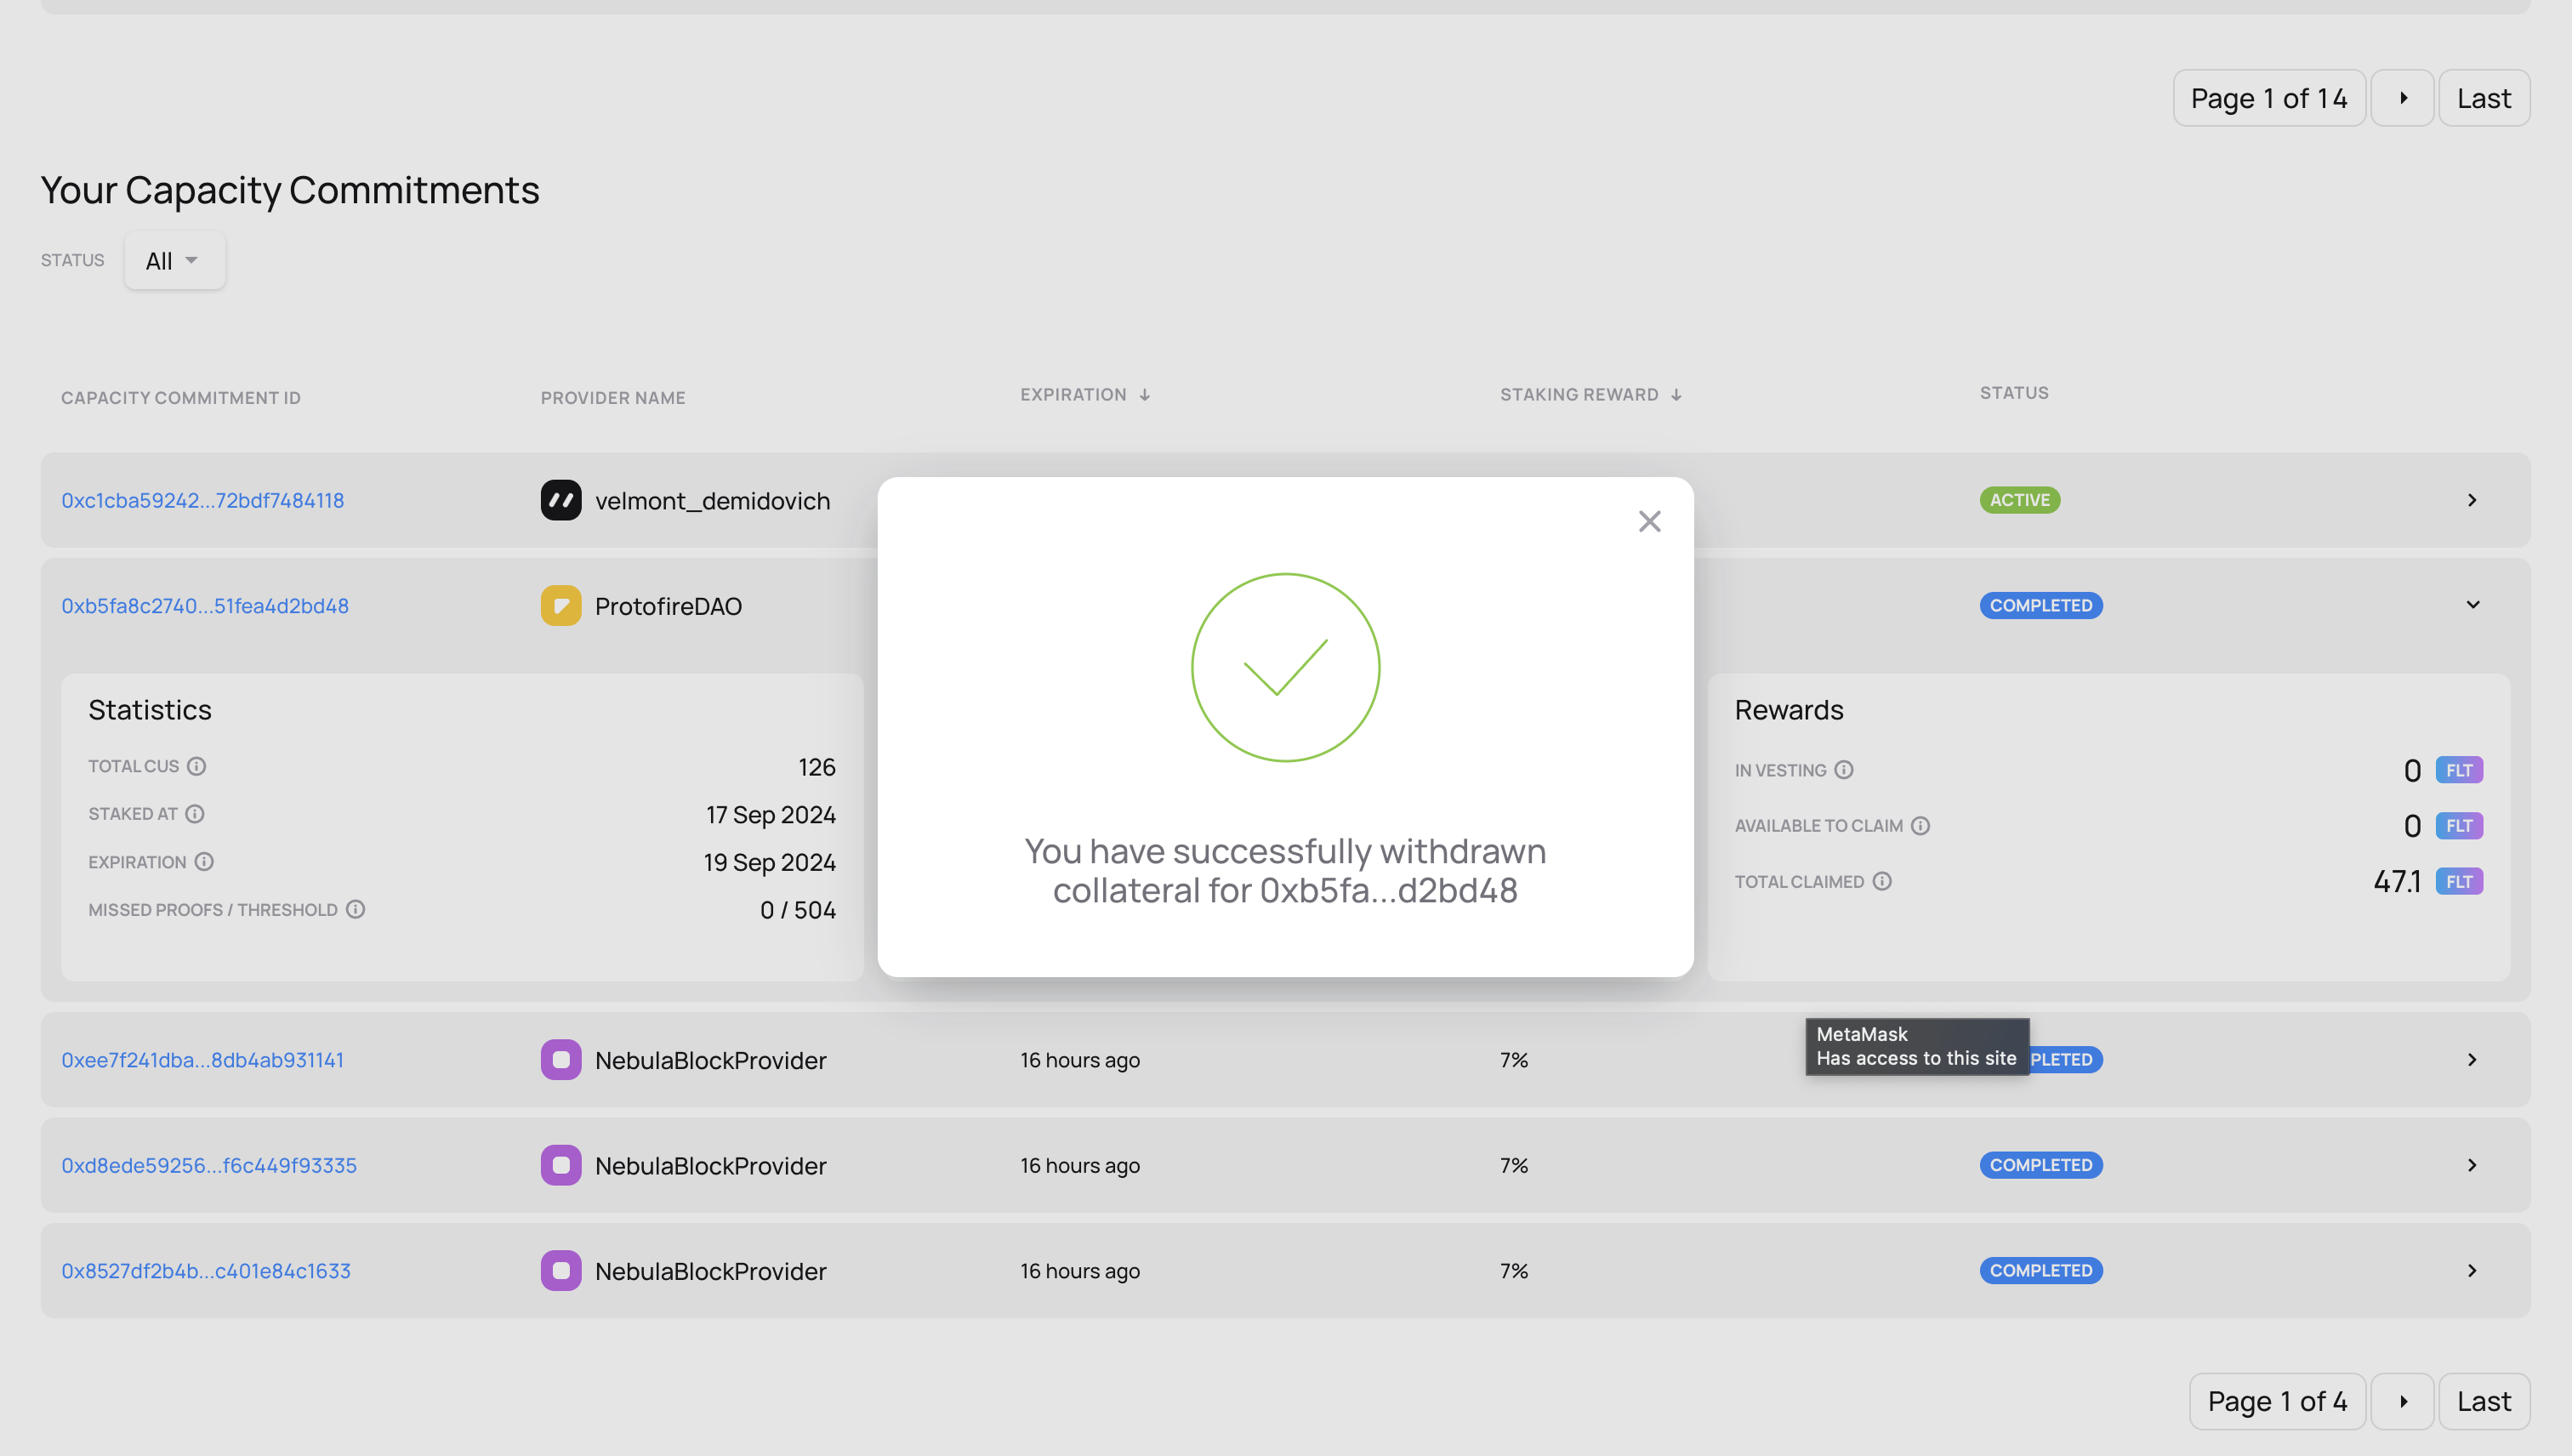 Page 1 of 14
Last
Your Capacity Commitments
STATUS
All
CAPACITY COMMITMENT ID
PROVIDER NAME
EXPIRATION
STAKING REWARD
STATUS
0xc1cba59242...72bdf7484118
velmont_demidovich
ACTIVE
0xb5fa8c2740...51fea4d2bd48
ProtofireDAO
COMPLETED
Statistics
TOTAL CUS
126
STAKED AT
17 Sep 2024
EXPIRATION
19 Sep 2024
MISSED PROOFS / THRESHOLD
0 / 504
You have successfully withdrawn
collateral for 0xb5fa...d2bd48
Rewards
IN VESTING
0 FLT
AVAILABLE TO CLAIM
0 FLT
TOTAL CLAIMED
47.1 FLT
MetaMask
Has access to this site
0xee7f241dba...8db4ab931141
NebulaBlockProvider
16 hours ago
7%
PLETED
0xd8ede59256...f6c449f93335
NebulaBlockProvider
16 hours ago
7%
COMPLETED
0x8527df2b4b...c401e84c1633
NebulaBlockProvider
16 hours ago
7%
COMPLETED
Page 1 of 4
Last